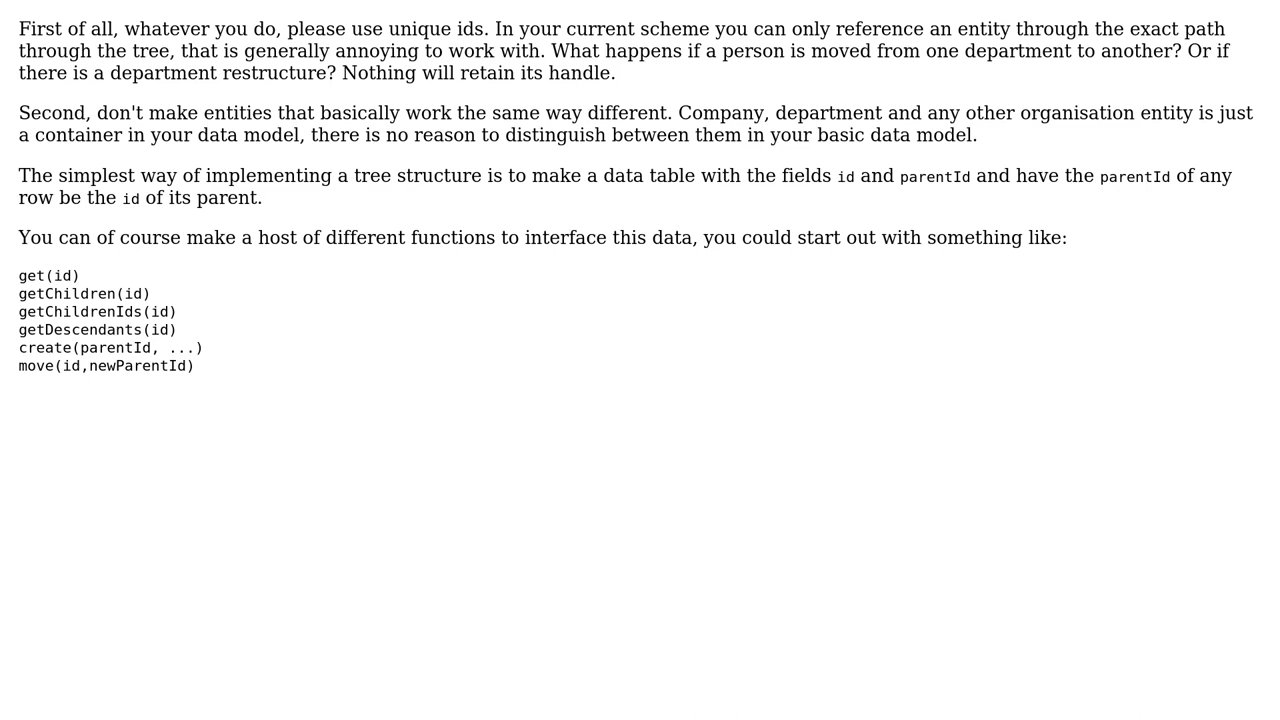 First of all, whatever you do, please use unique ids. In your current scheme you can only reference an entity through the exact path
through the tree, that is generally annoying to work with. What happens if a person is moved from one department to another? Or if
there is a department restructure? Nothing will retain its handle.
Second, don't make entities that basically work the same way different. Company, department and any other organisation entity is just
a container in your data model, there is no reason to distinguish between them in your basic data model.
The simplest way of implementing a tree structure is to make a data table with the fields id and parentId and have the parentId of any
row be the id of its parent.
You can of course make a host of different functions to interface this data, you could start out with something like:
get(id)
getChildren(id)
getChildrenIds(id)
getDescendants(id)
create(parentId, ...)
move(id,newParentId)